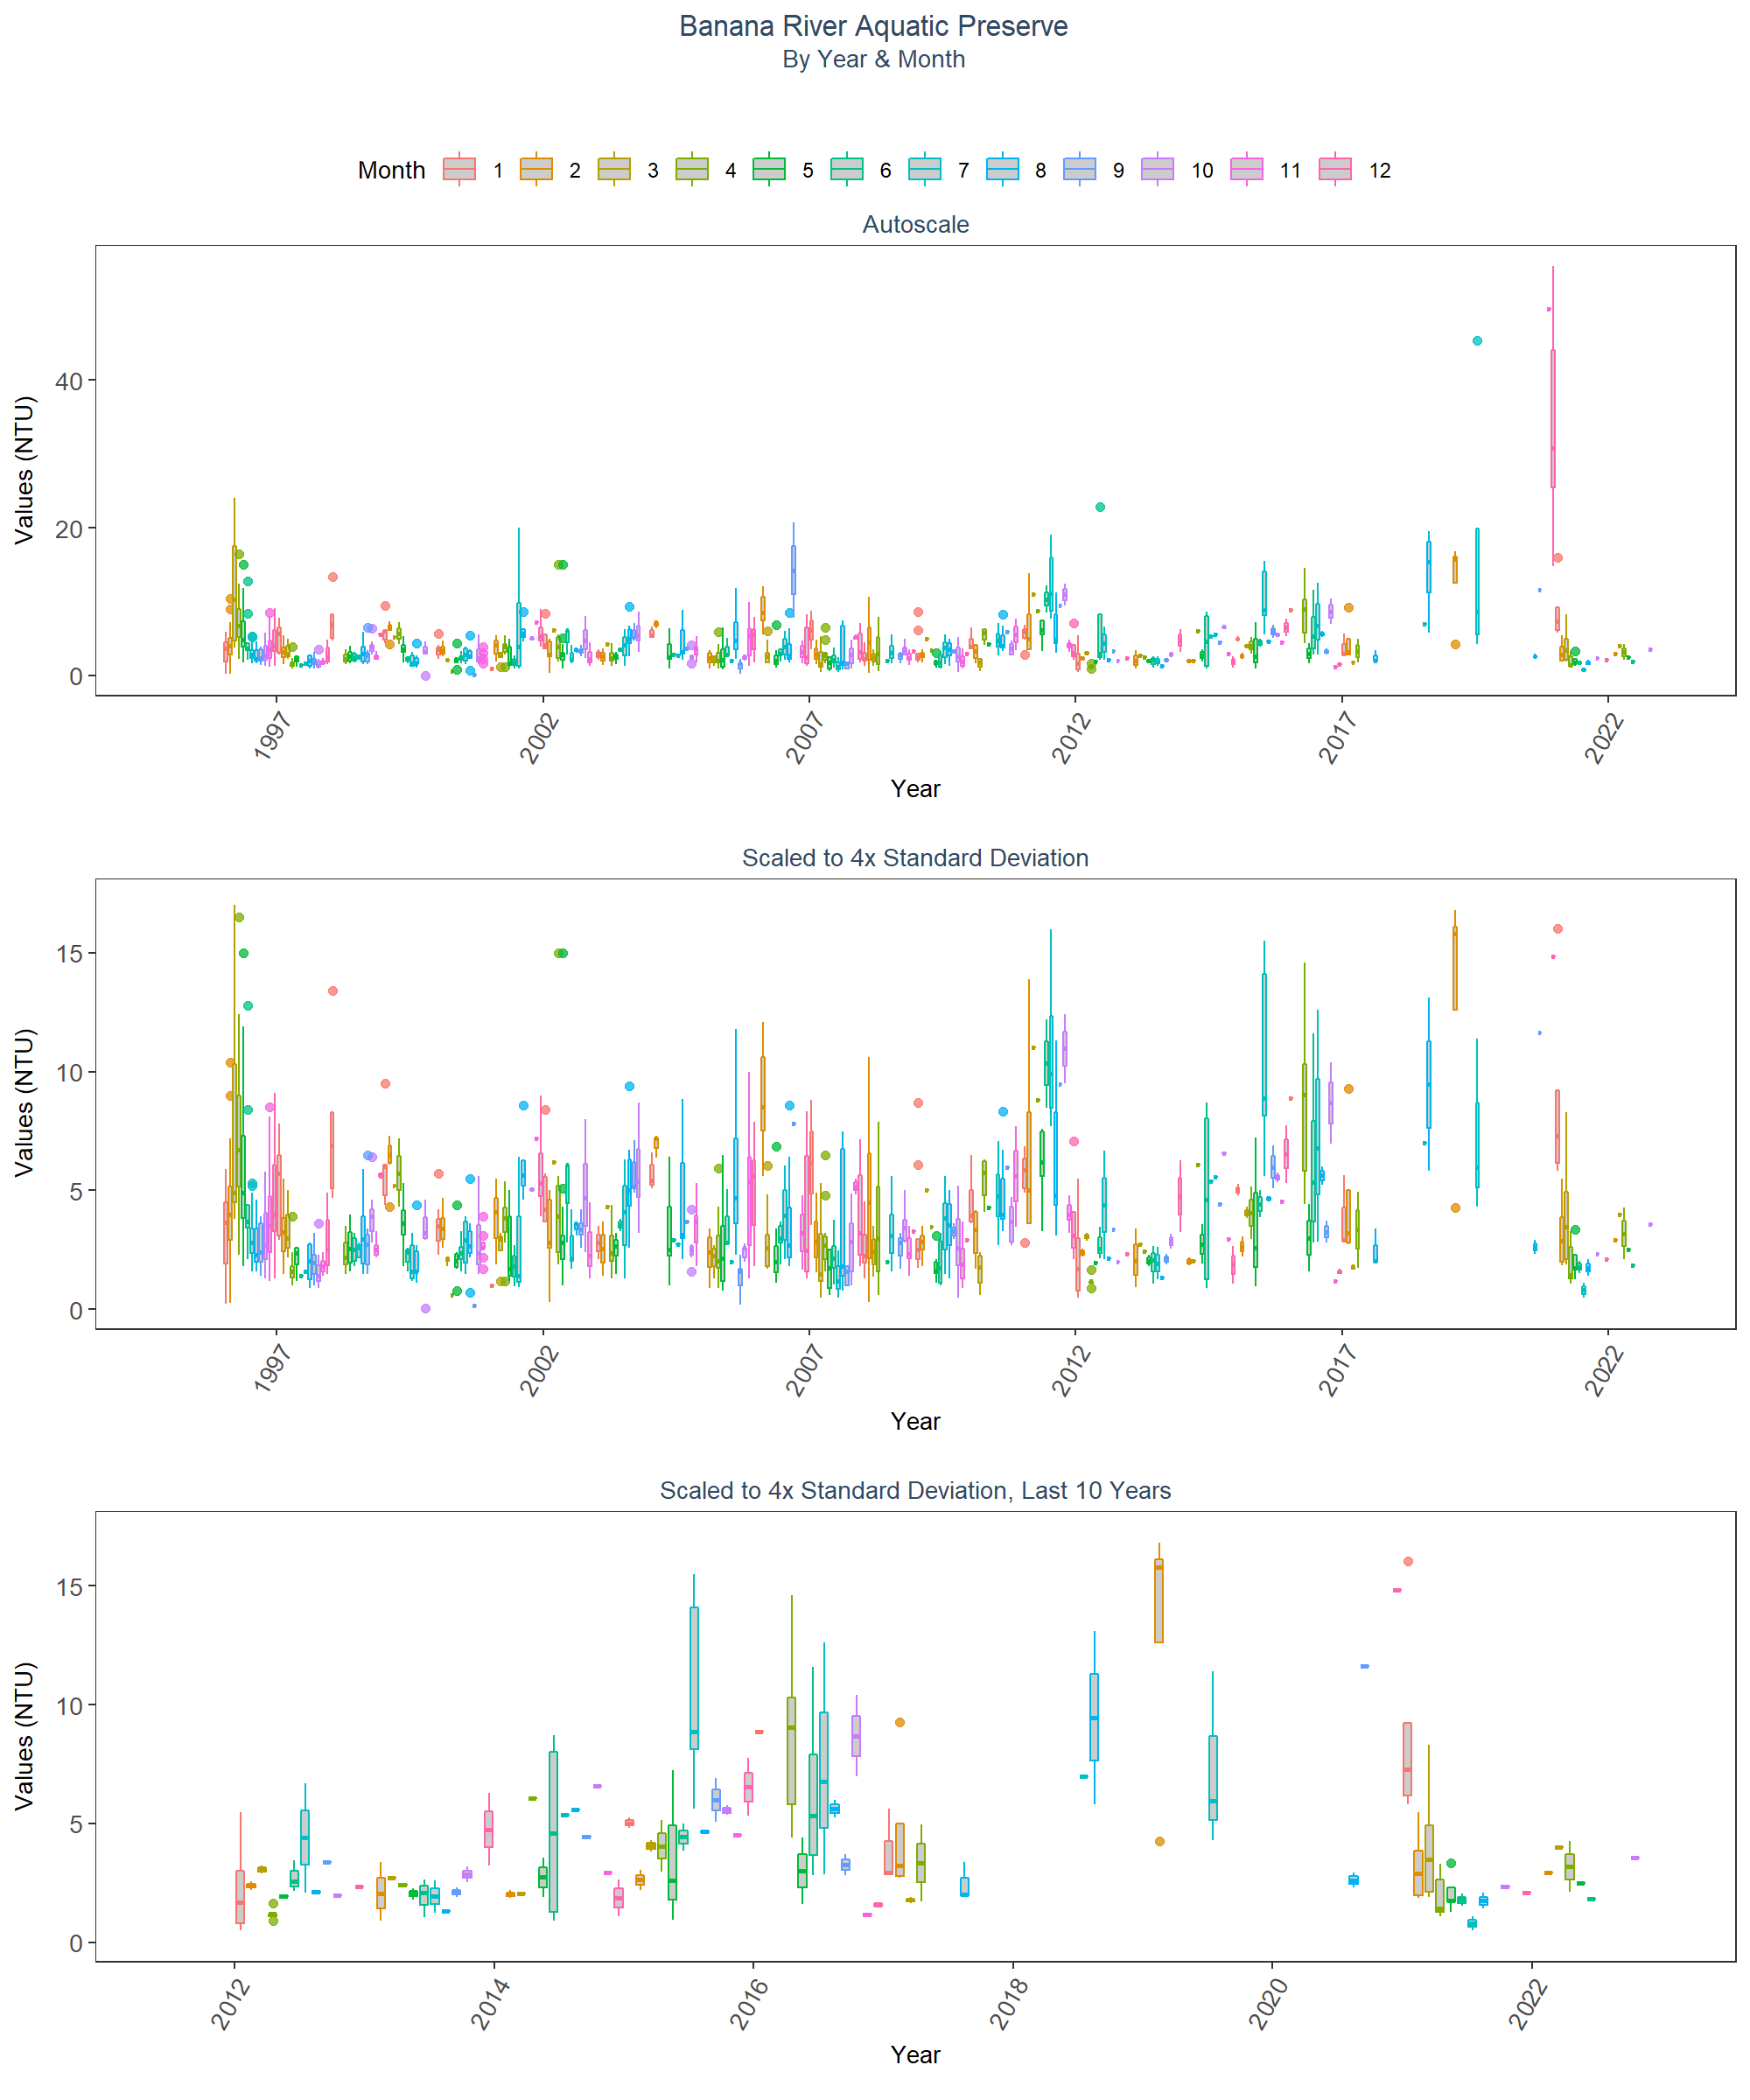 Banana River Aquatic Preserve
By Year & Month
Month 1 2 3 4 5 6 7 8 9 10 11 12
Autoscale
Values (NTU)
40
20
0
1997 2002 2007 2012 2017 2022
Year
Scaled to 4x Standard Deviation
Values (NTU)
15
10
5
0
1997 2002 2007 2012 2017 2022
Year
Scaled to 4x Standard Deviation, Last 10 Years
Values (NTU)
15
10
5
0
2012 2014 2016 2018 2020 2022
Year